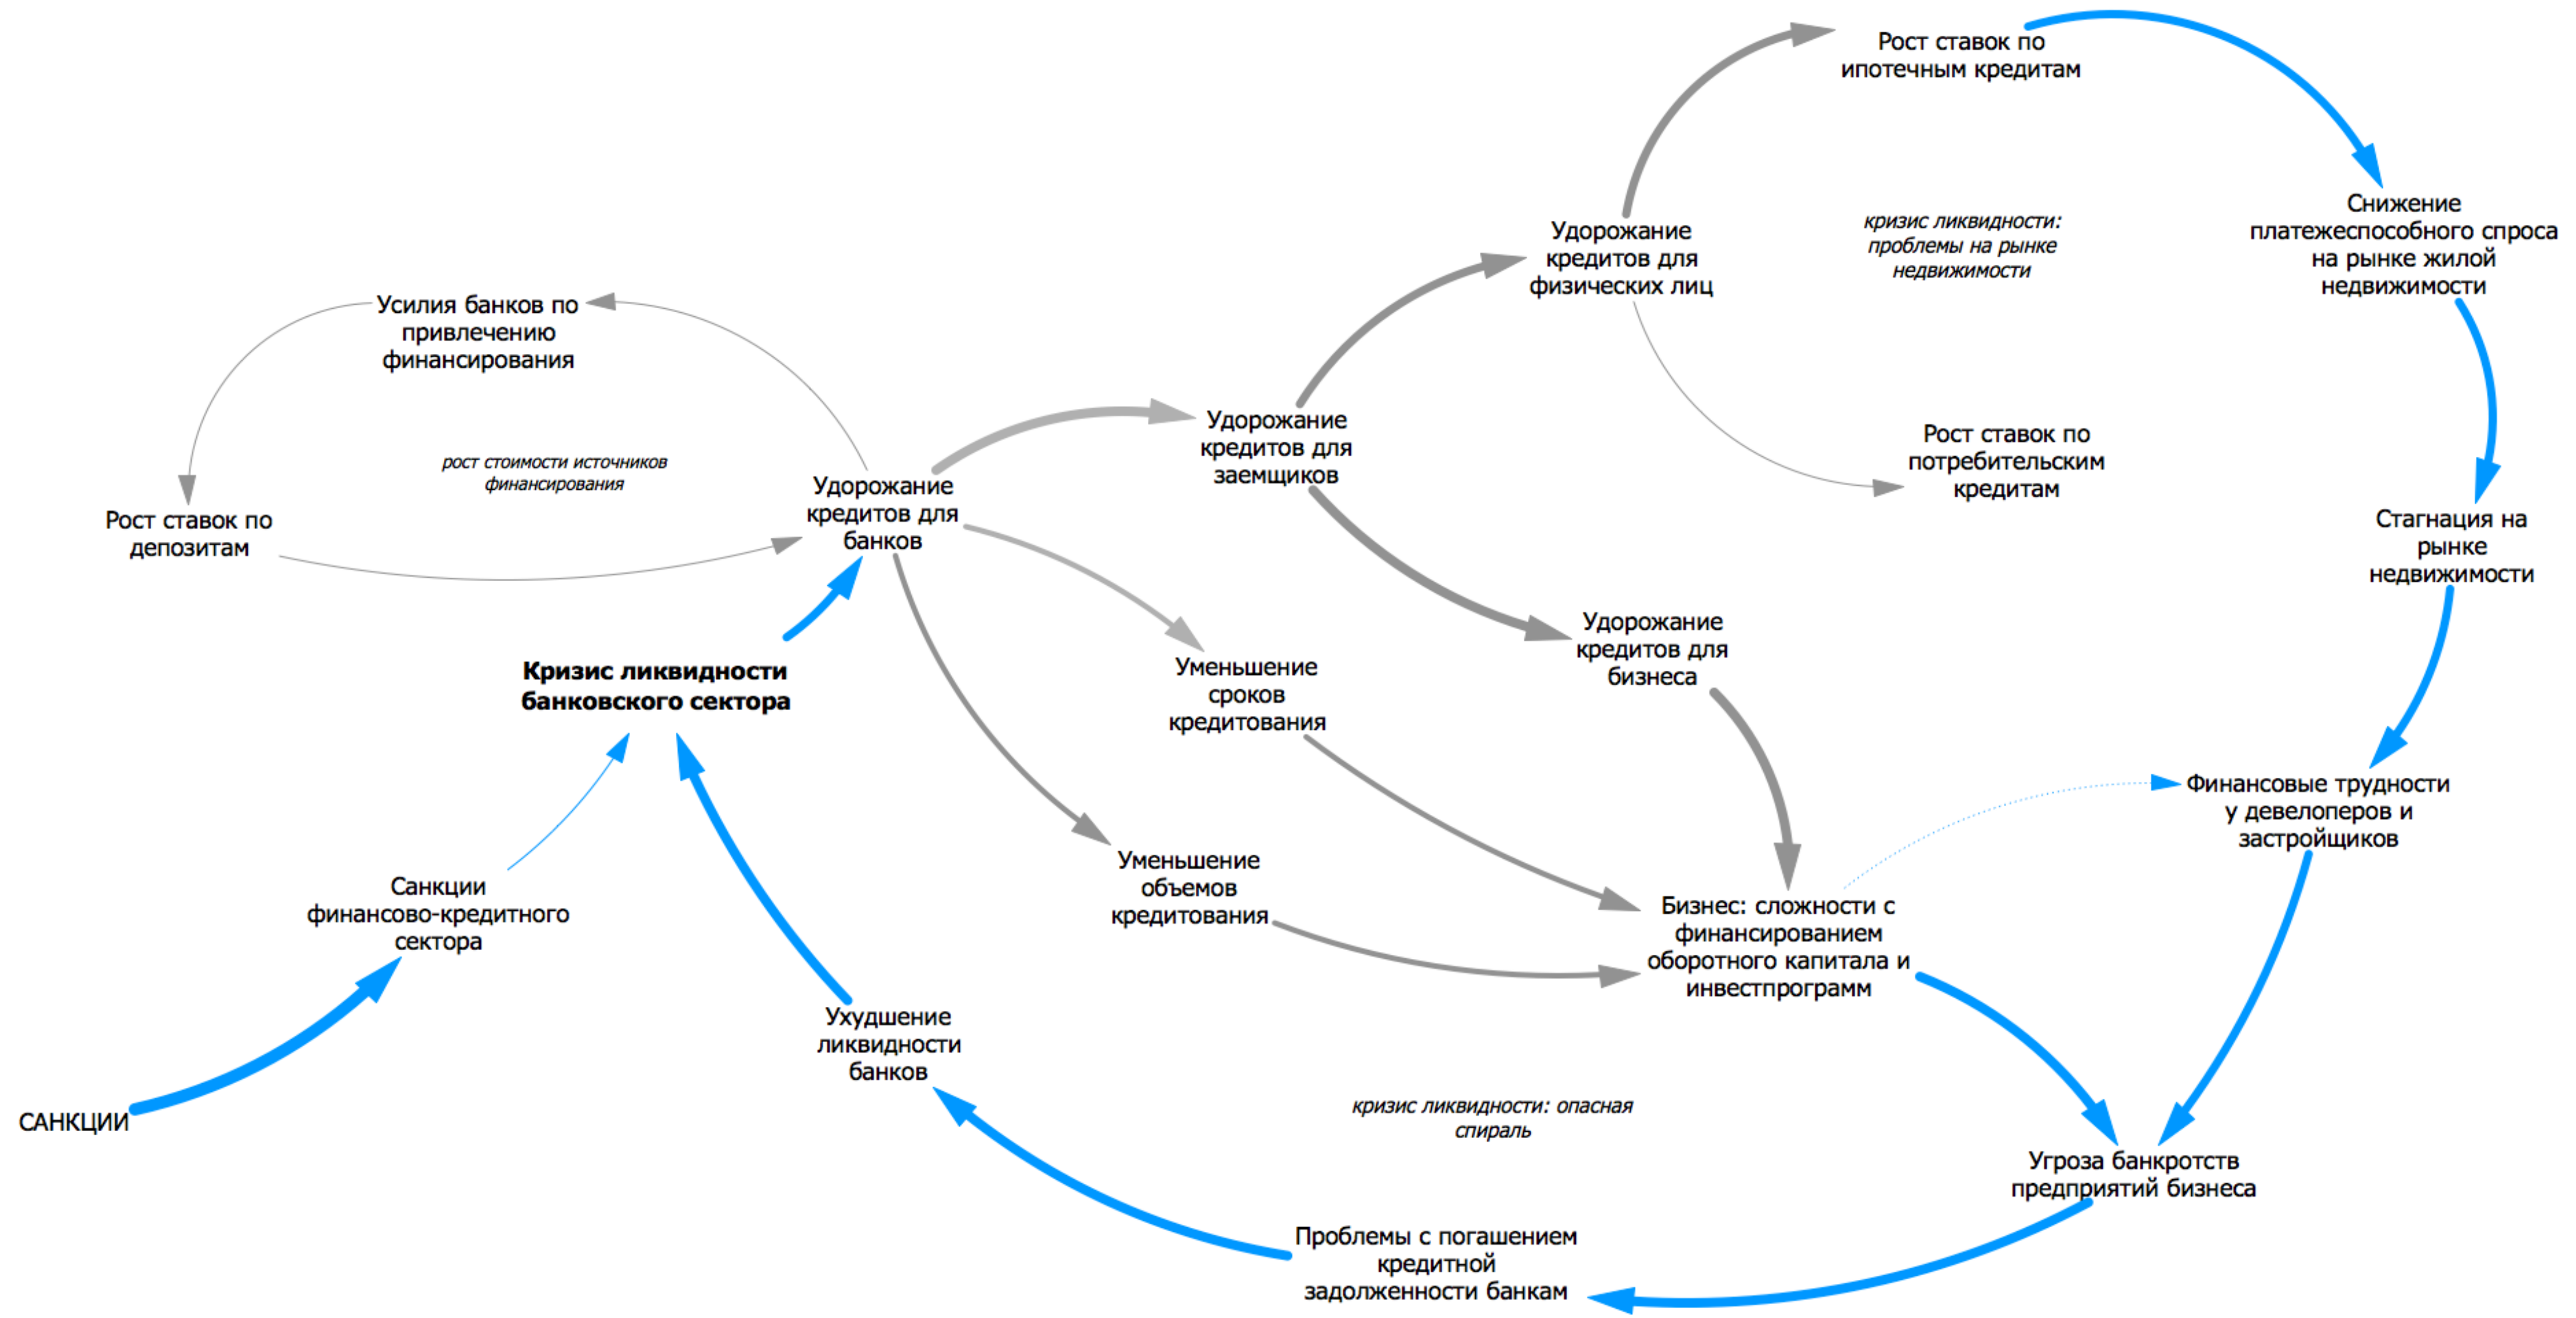 Рост ставок по
ипотечным кредитам
Снижение
платежеспособного спроса
на рынке жилой
недвижимости
Удорожание
кредитов для
физических лиц
кризис ликвидности:
проблемы на рынке
недвижимости
Усилия банков по
привлечению
финансирования
Удорожание
кредитов для
заемщиков
Рост ставок по
потребительским
кредитам
рост стоимости источников
финансирования
Удорожание
кредитов для
банков
Рост ставок по
депозитам
Стагнация на
рынке
недвижимости
Удорожание
кредитов для
бизнеса
Кризис ликвидности
банковского сектора
Уменьшение
сроков
кредитования
Финансовые трудности
у девелоперов и
застройщиков
Уменьшение
объемов
кредитования
Санкции
финансово-кредитного
сектора
Бизнес: сложности с
финансированием
оборотного капитала и
инвестпрограмм
Ухудшение
ликвидности
банков
САНКЦИИ
кризис ликвидности: опасная
спираль
Угроза банкротств
предприятий бизнеса
Проблемы с погашением
кредитной
задолженности банкам